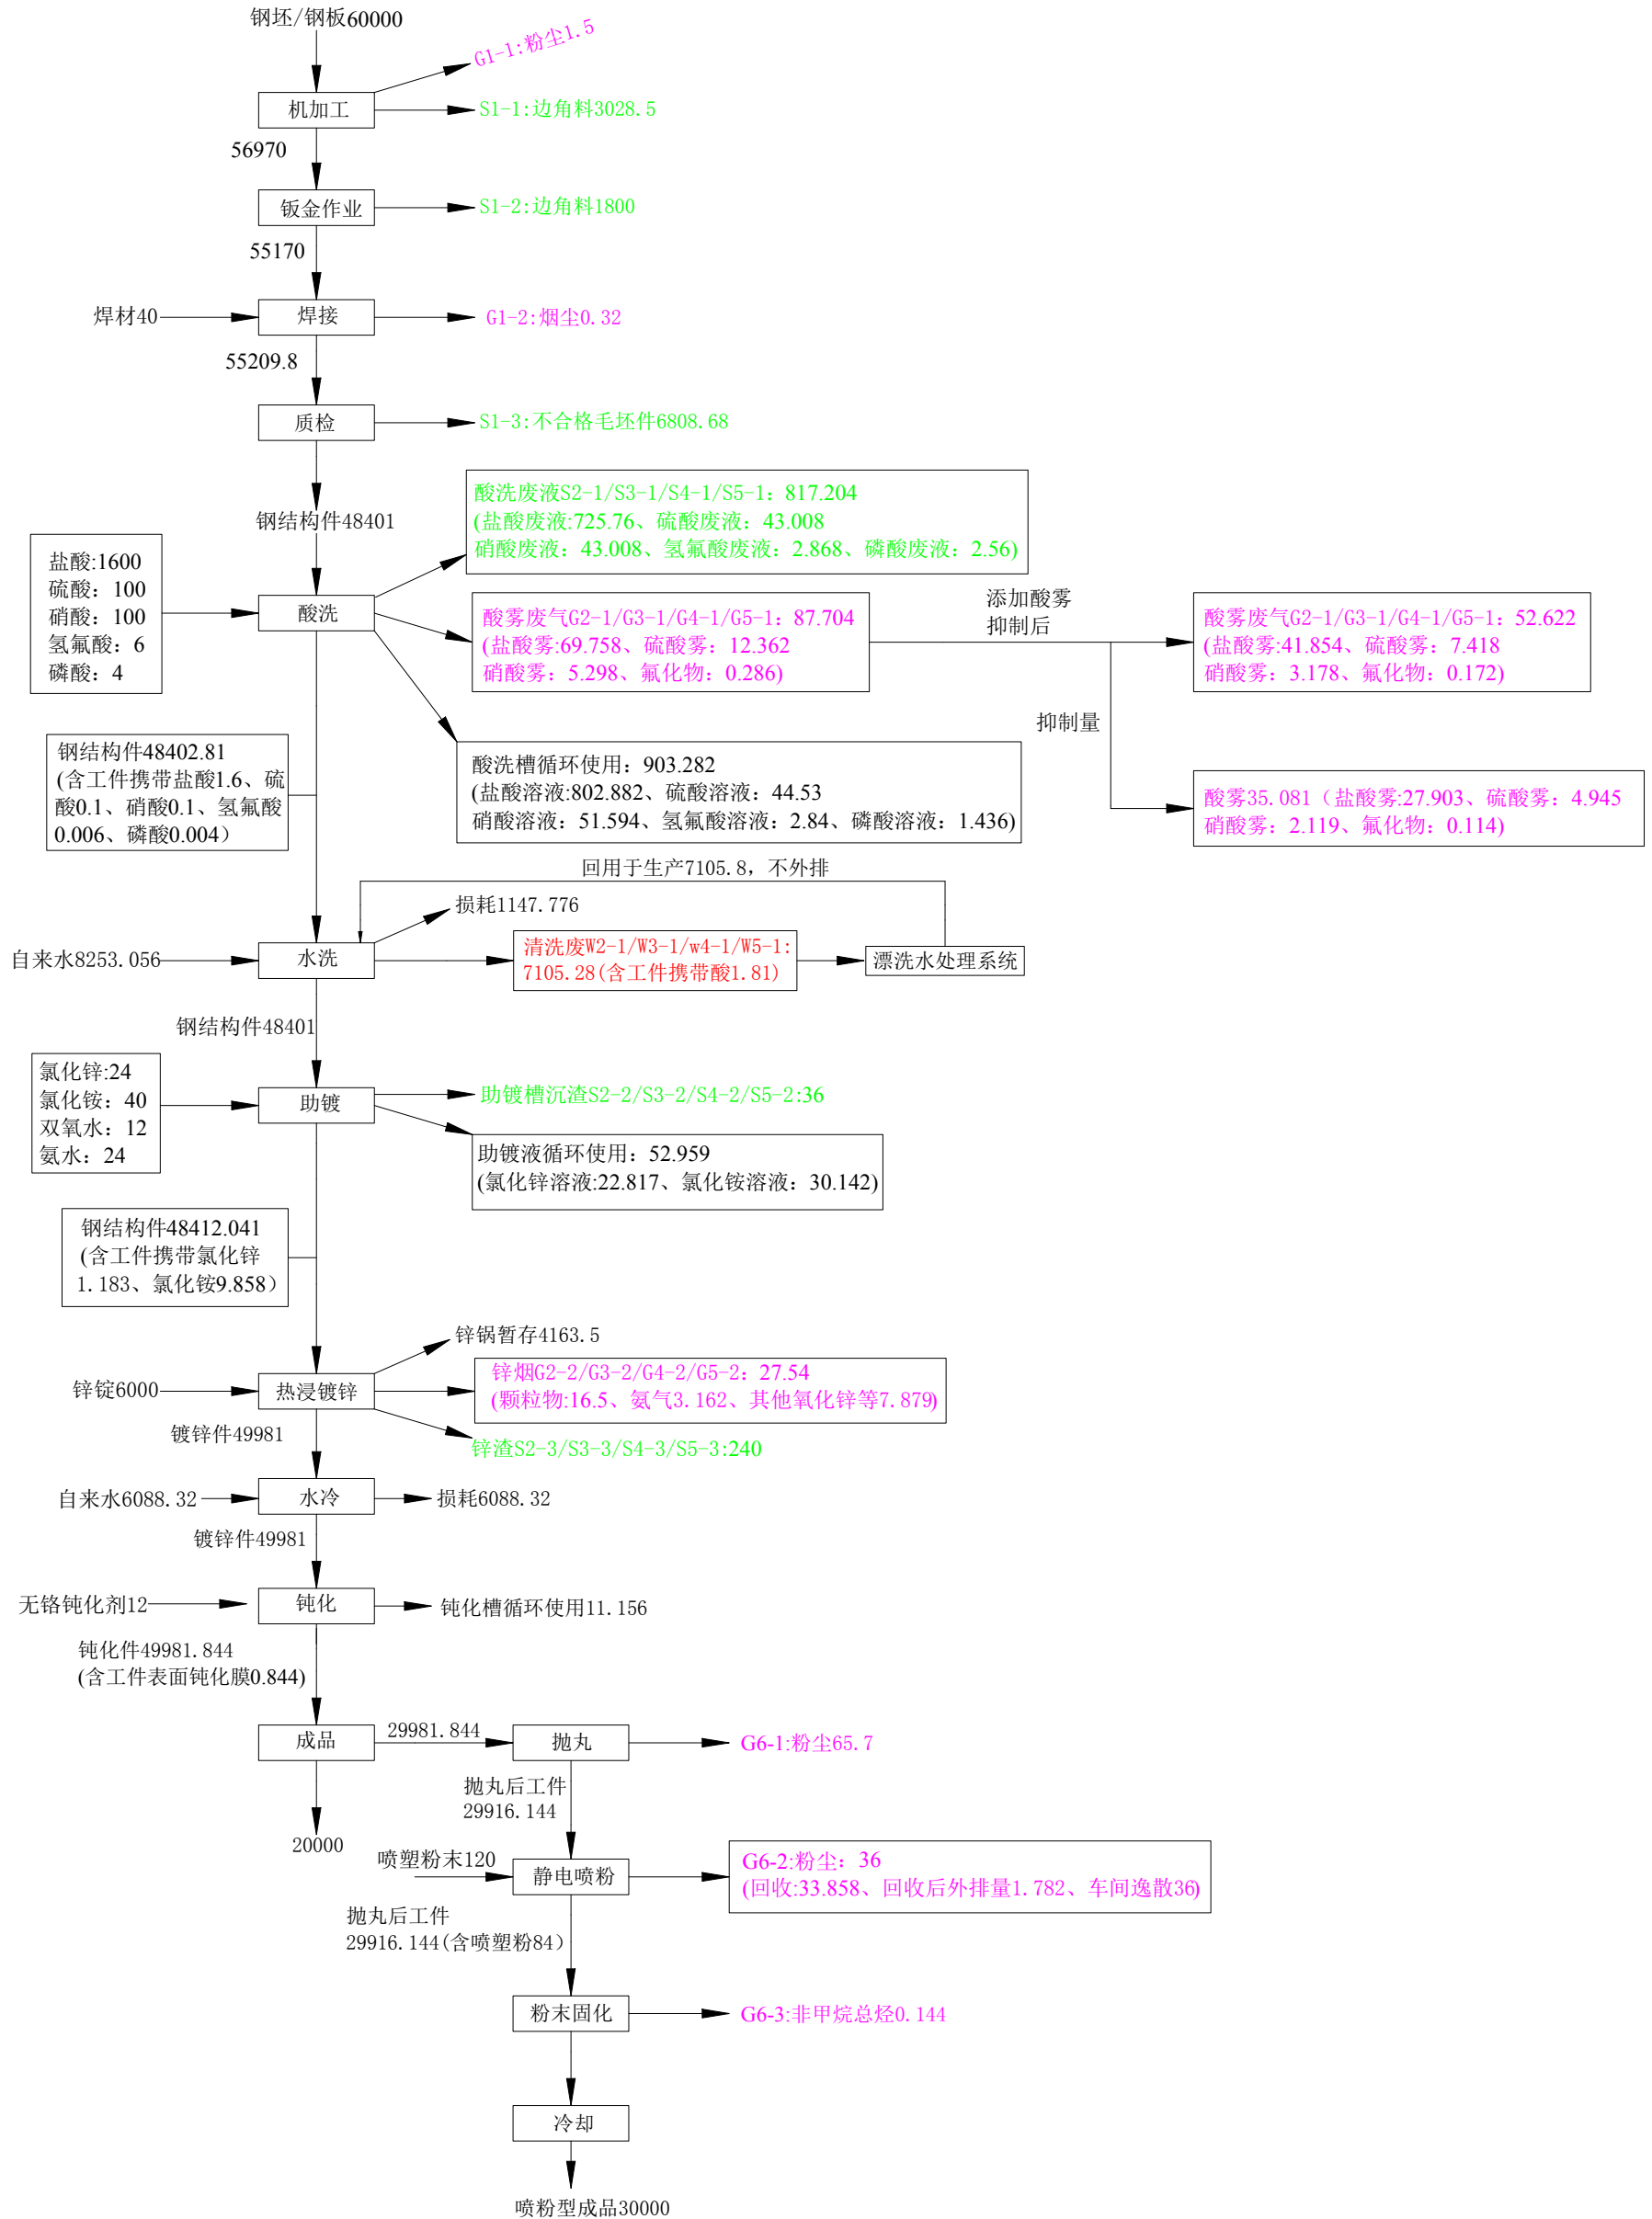 钢坯/钢板60000
G1-1:粉尘1.5
机加工
S1-1:边角料3028.5
56970
钣金作业
S1-2:边角料1800
55170
焊材40
焊接
G1-2:烟尘0.32
55209.8
质检
S1-3:不合格毛坯件6808.68
钢结构件48401
酸洗废液S2-1/S3-1/S4-1/S5-1：817.204
(盐酸废液:725.76、硫酸废液：43.008
硝酸废液：43.008、氢氟酸废液：2.868、磷酸废液：2.56)
盐酸:1600
硫酸：100
硝酸：100
氢氟酸：6
磷酸：4
酸洗
酸雾废气G2-1/G3-1/G4-1/G5-1：87.704
(盐酸雾:69.758、硫酸雾：12.362
硝酸雾：5.298、氟化物：0.286)
添加酸雾
抑制后
酸雾废气G2-1/G3-1/G4-1/G5-1：52.622
(盐酸雾:41.854、硫酸雾：7.418
硝酸雾：3.178、氟化物：0.172)
抑制量
酸雾35.081（盐酸雾:27.903、硫酸雾：4.945
硝酸雾：2.119、氟化物：0.114)
钢结构件48402.81
(含工件携带盐酸1.6、硫
酸0.1、硝酸0.1、氢氟酸
0.006、磷酸0.004）
酸洗槽循环使用：903.282
(盐酸溶液:802.882、硫酸溶液：44.53
硝酸溶液：51.594、氢氟酸溶液：2.84、磷酸溶液：1.436)
回用于生产7105.8，不外排
损耗1147.776
自来水8253.056
水洗
清洗废W2-1/W3-1/w4-1/W5-1:
7105.28(含工件携带酸1.81)
漂洗水处理系统
钢结构件48401
氯化锌:24
氯化铵：40
双氧水：12
氨水：24
助镀
助镀槽沉渣S2-2/S3-2/S4-2/S5-2:36
助镀液循环使用：52.959
(氯化锌溶液:22.817、氯化铵溶液：30.142)
钢结构件48412.041
(含工件携带氯化锌
1.183、氯化铵9.858）
锌锅暂存4163.5
锌锭6000
热浸镀锌
锌烟G2-2/G3-2/G4-2/G5-2：27.54
(颗粒物:16.5、氨气3.162、其他氧化锌等7.879)
锌渣S2-3/S3-3/S4-3/S5-3:240
镀锌件49981
自来水6088.32
水冷
损耗6088.32
镀锌件49981
无铬钝化剂12
钝化
钝化槽循环使用11.156
钝化件49981.844
(含工件表面钝化膜0.844)
成品
29981.844
抛丸
G6-1:粉尘65.7
20000
抛丸后工件
29916.144
喷塑粉末120
静电喷粉
G6-2:粉尘：36
(回收:33.858、回收后外排量1.782、车间逸散36)
抛丸后工件
29916.144(含喷塑粉84）
粉末固化
G6-3:非甲烷总烃0.144
冷却
喷粉型成品30000